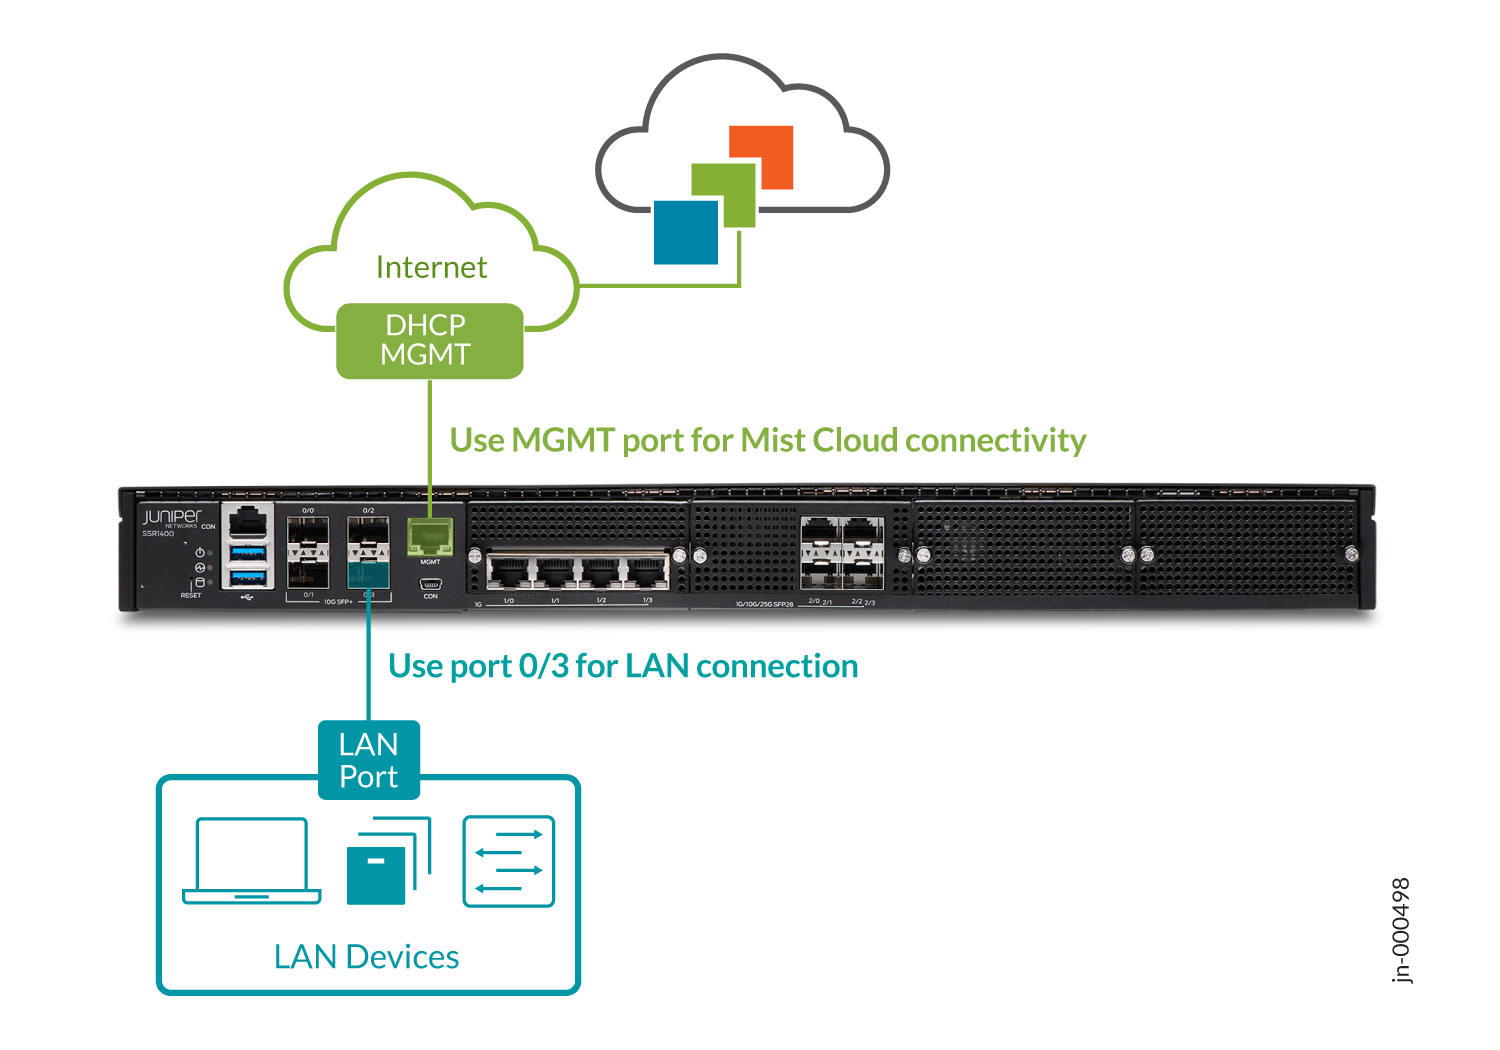 Internet
DHCP
MGMT
Use MGMT port for Mist Cloud connectivity
JUNIPER
NETWORKS
CON
SSR1400
RESET
0/0
0/2
0/1
0/3
10G SFP+
MGMT
CON
1G
1/0
1/1
1/2
1/3
1G/10G/25G SFP28
2/0
2/1
2/2
2/3
Use port 0/3 for LAN connection
LAN
Port
LAN Devices
jn-000498